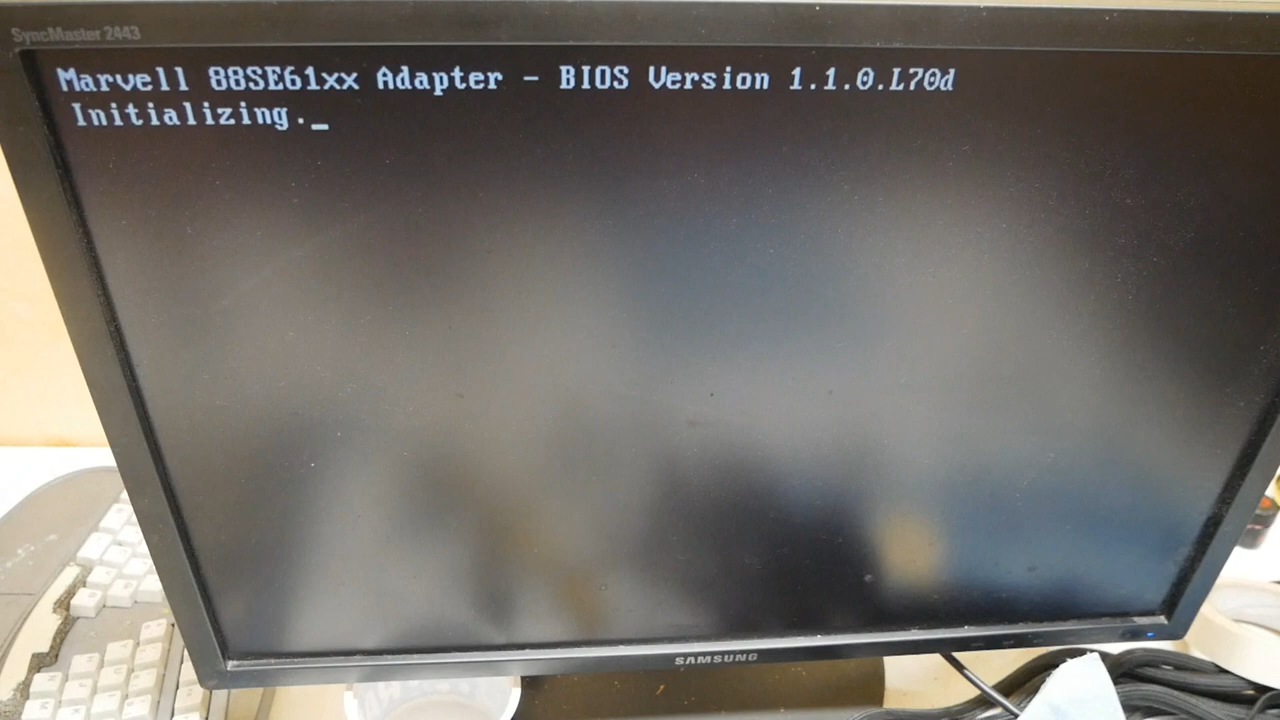 SyncMaster 2443
Marvell 88SE61xx Adapter - BIOS Version 1.1.0.L70d
Initializing._
SAMSUNG